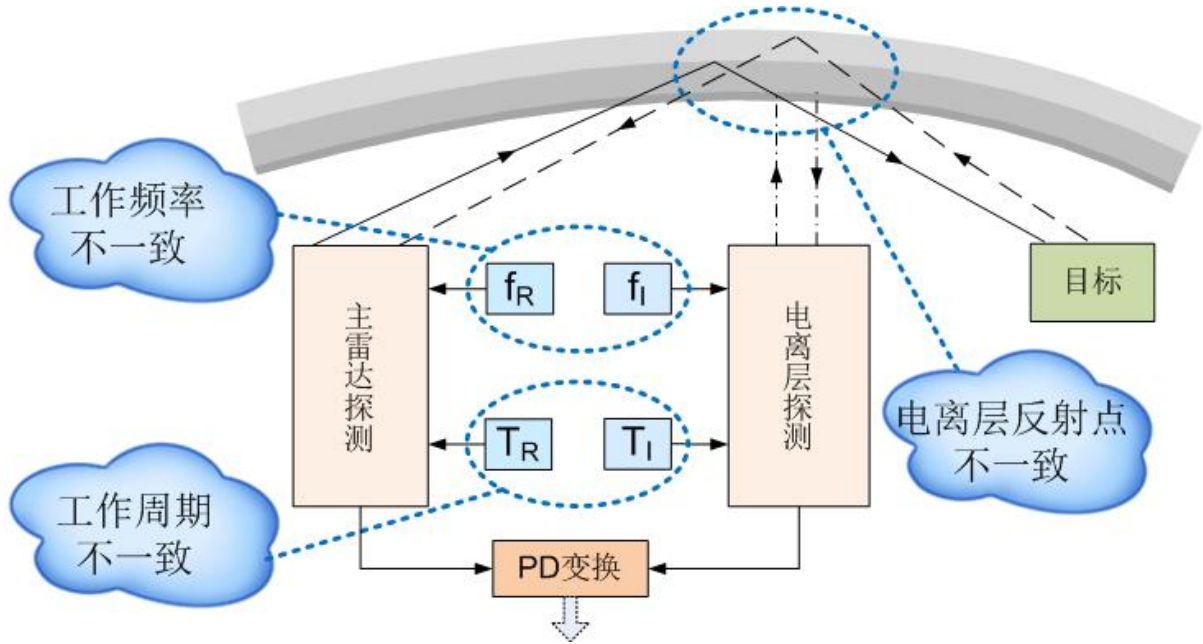 工作频率
不一致
f_R
f_I
目标
主雷达探测
电离层探测
电离层反射点
不一致
T_R
T_I
工作周期
不一致
PD变换